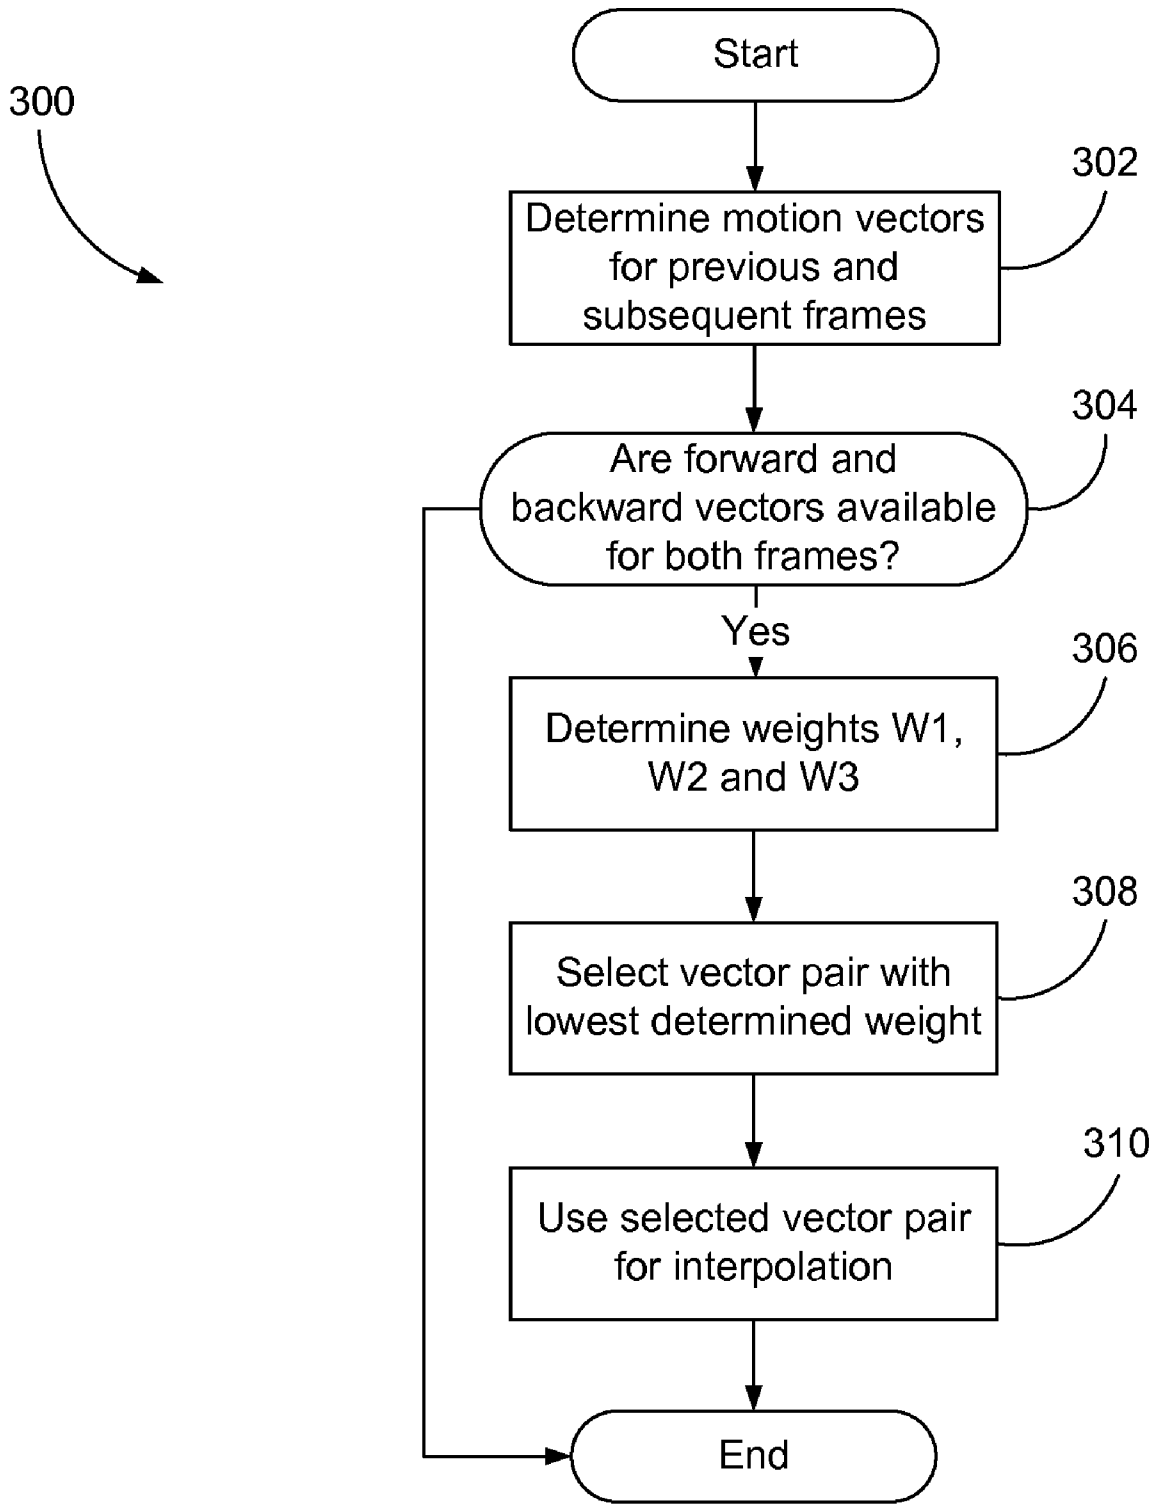 Start
300
302
Determine motion vectors
for previous and
subsequent frames
304
Are forward and
backward vectors available
for both frames?
Yes
306
Determine weights W1,
W2 and W3
308
Select vector pair with
lowest determined weight
310
Use selected vector pair
for interpolation
End